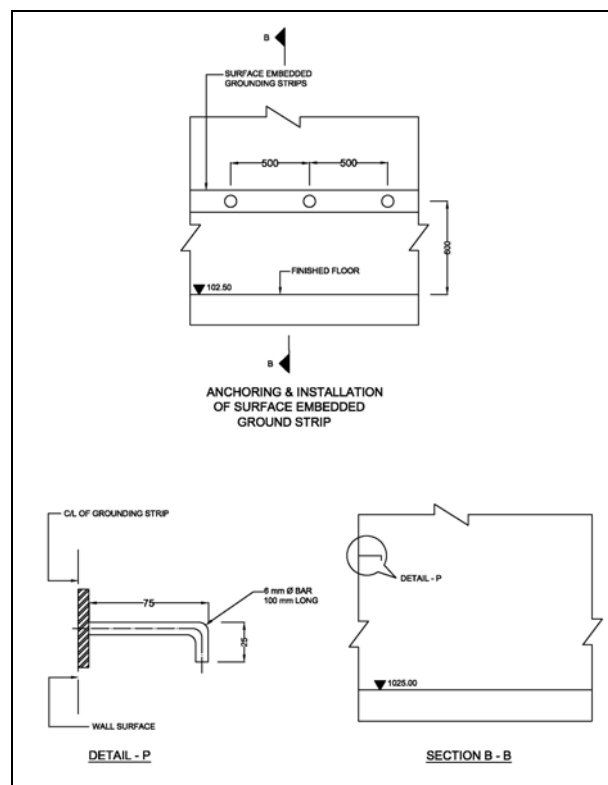 B
SURFACE EMBEDDED
GROUNDING STRIPS
500
500
600
FINISHED FLOOR
102.50
B
ANCHORING & INSTALLATION
OF SURFACE EMBEDDED
GROUND STRIP
C/L OF GROUNDING STRIP
75
6 mm Ø BAR
100 mm LONG
25
WALL SURFACE
DETAIL - P
DETAIL - P
1025.00
SECTION B - B